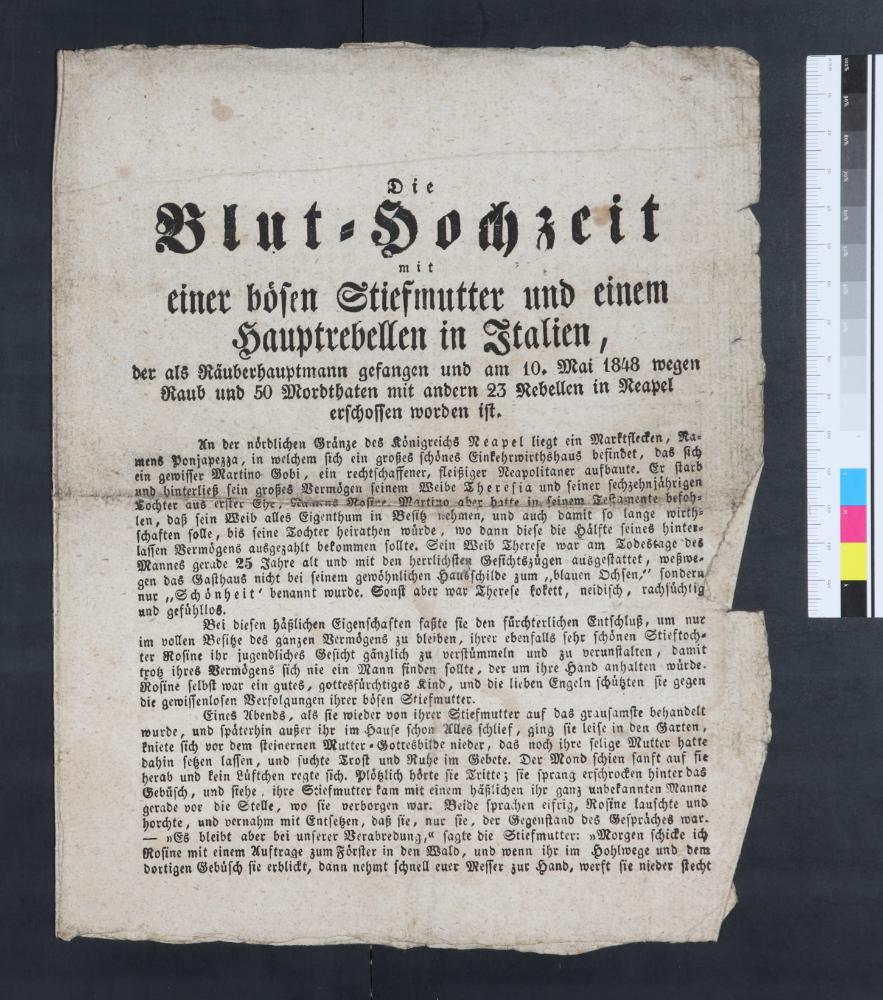 Die
Blut-Hochzeit
mit
einer bösen Stiefmutter und einem
Hauptrebellen in Italien,
der als Räuberhauptmann gefangen und am 10. Mai 1848 wegen
Raub und 50 Mordthaten mit andern 23 Rebellen in Neapel
erschossen worden ist.
An der nördlichen Gränze des Königreichs Neapel liegt ein Marktflecken, Na-
mens Ponjapezza, in welchem sich ein großes schönes Einkehrwirthshaus befindet, das sich
ein gewisser Martino Gobi, ein rechtschaffener, fleißiger Neapolitaner aufbaute. Er starb
und hinterließ sein großes Vermögen seinem Weibe Theresia und seiner sechzehnjährigen
Tochter aus erster Ehe, Namens Rosine. Martino aber hatte in seinem Testamente befoh-
len, daß sein Weib alles Eigenthum in Besitz nehmen, und auch damit so lange wirth-
schaften solle, bis seine Tochter heirathen würde, wo dann diese die Hälfte seines hinter-
lassen Vermögens ausgezahlt bekommen sollte. Sein Weib Therese war am Todestage des
Mannes gerade 25 Jahre alt und mit den herrlichsten Gesichtszügen ausgestattet, weßwe-
gen das Gasthaus nicht bei seinem gewöhnlichen Hausschilde zum „blauen Ochsen,“ sondern
nur „Schönheit‘ benannt wurde. Sonst aber war Therese kokett, neidisch, rachsüchtig
und gefühllos.
Bei diesen häßlichen Eigenschaften faßte sie den fürchterlichen Entschluß, um nur
im vollen Besitze des ganzen Vermögens zu bleiben, ihrer ebenfalls sehr schönen Stieftoch-
ter Rosine ihr jugendliches Gesicht gänzlich zu verstümmeln und zu verunstalten, damit
trotz ihres Vermögens sich nie ein Mann finden sollte, der um ihre Hand anhalten würde.
Rosine selbst war ein gutes, gottesfürchtiges Kind, und die lieben Engeln schützten sie gegen
die gewissenlosen Verfolgungen ihrer bösen Stiefmutter.
Eines Abends, als sie wieder von ihrer Stiefmutter auf das grausamste behandelt
wurde, und späterhin außer ihr im Hause schon Alles schlief, ging sie leise in den Garten,
kniete sich vor dem steinernen Mutter-Gottesbilde nieder, das noch ihre selige Mutter hatte
dahin setzen lassen, und suchte Trost und Ruhe im Gebete. Der Mond schien sanft auf sie
herab und kein Lüftchen regte sich. Plötzlich hörte sie Tritte; sie sprang erschrocken hinter das
Gebüsch, und siehe, ihre Stiefmutter kam mit einem häßlichen ihr ganz unbekannten Manne
gerade vor die Stelle, wo sie verborgen war. Beide sprachen eifrig, Rosine lauschte und
horchte, und vernahm mit Entsetzen, daß sie, nur sie, der Gegenstand des Gespräches war.
— »Es bleibt aber bei unserer Verabredung,« sagte die Stiefmutter: »Morgen schicke ich
Rosine mit einem Auftrage zum Förster in den Wald, und wenn ihr im Hohlwege und dem
dortigen Gebüsch sie erblickt, dann nehmt schnell euer Messer zur Hand, werft sie nieder stecht